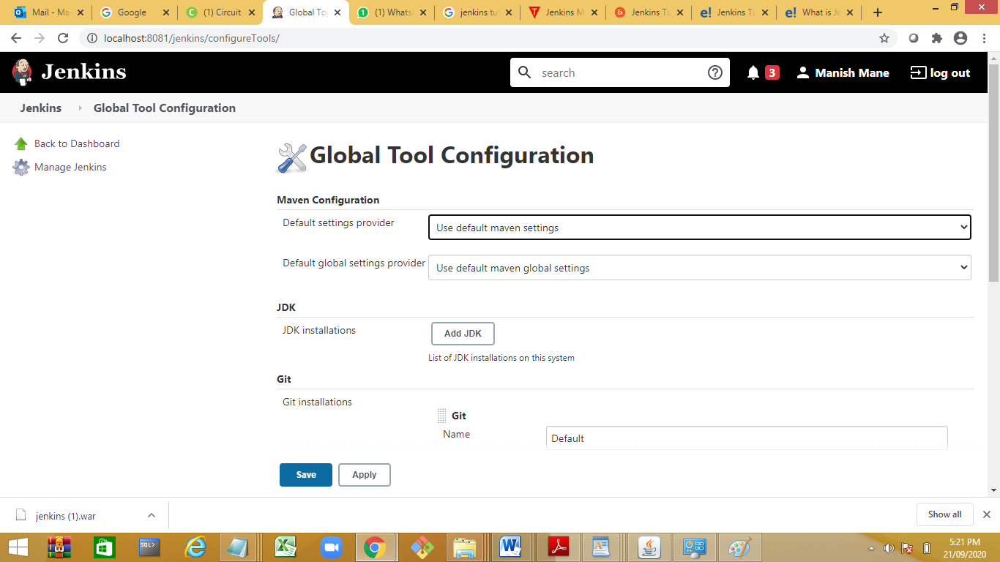 Mail - Ma
Google
(1) Circuit
Global To
(1) Whats
jenkins tu
Jenkins M
Jenkins Tu
Jenkins Tu
What is Je
localhost:8081/jenkins/configureTools/
Jenkins
search
3
Manish Mane
log out
Jenkins
Global Tool Configuration
Back to Dashboard
Manage Jenkins
Global Tool Configuration
Maven Configuration
Default settings provider
Use default maven settings
Default global settings provider
Use default maven global settings
JDK
JDK installations
Add JDK
List of JDK installations on this system
Git
Git installations
Git
Name
Default
Save
Apply
jenkins (1).war
Show all
SQL>
5:21 PM
21/09/2020